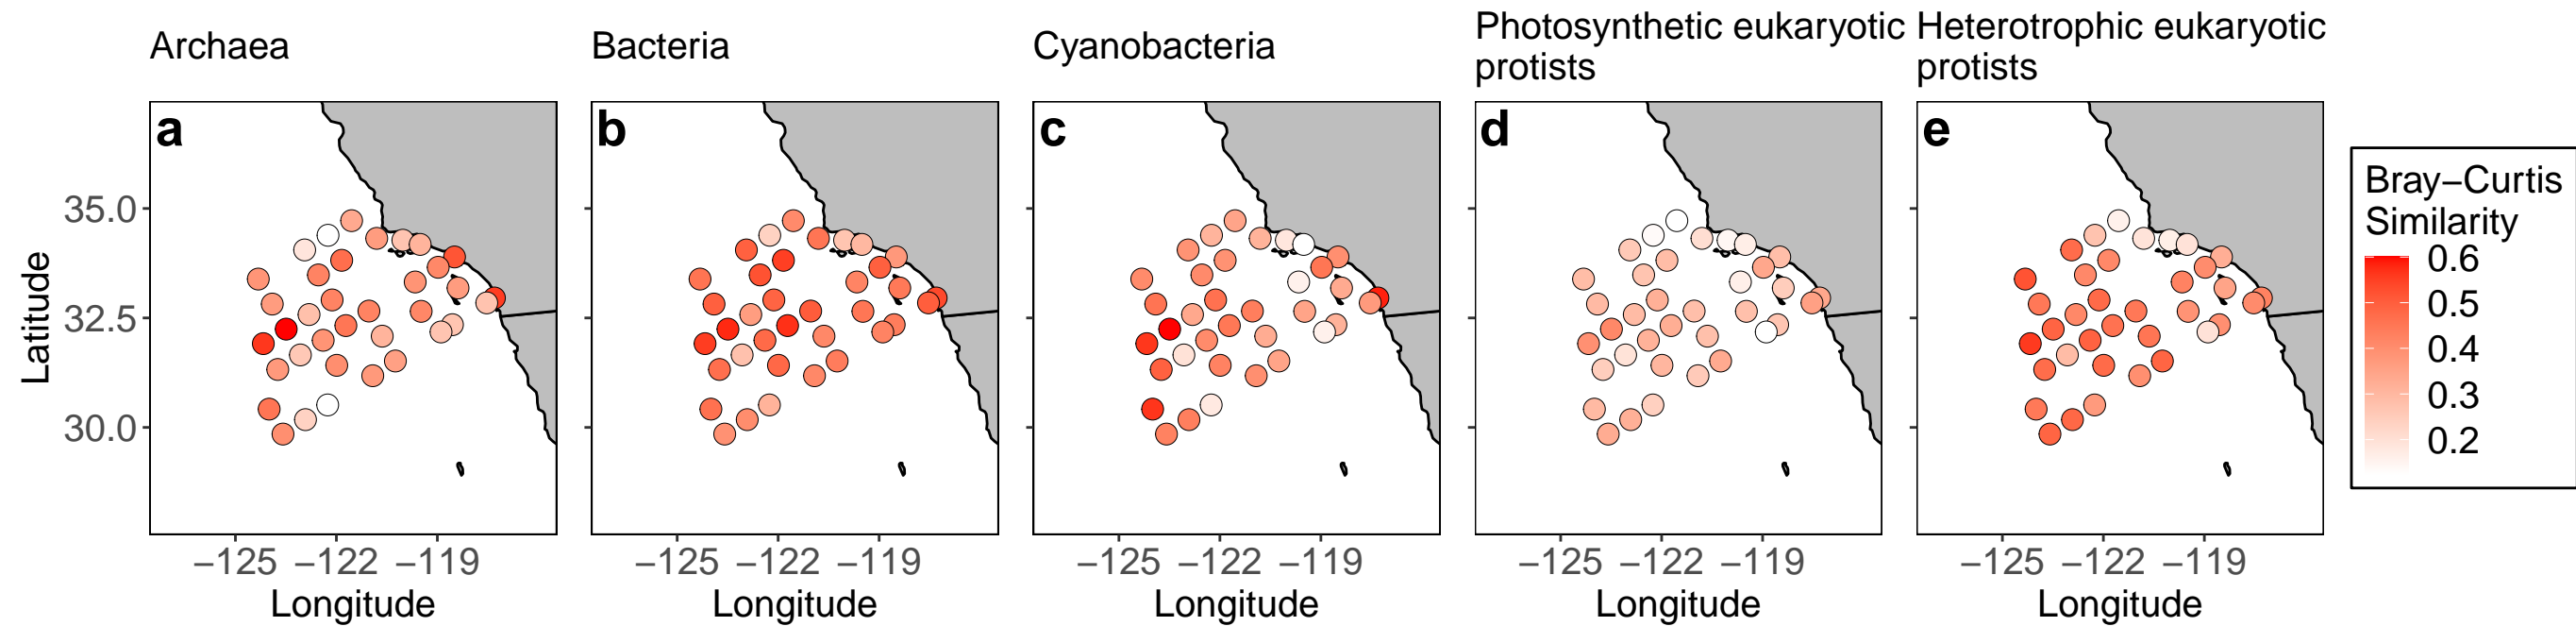 Archaea
Bacteria
Cyanobacteria
Photosynthetic eukaryotic
protists
Heterotrophic eukaryotic
protists
a
b
c
d
e
Latitude
35.0
32.5
30.0
−125 −122 −119
−125 −122 −119
−125 −122 −119
−125 −122 −119
−125 −122 −119
Longitude
Longitude
Longitude
Longitude
Longitude
Bray−Curtis
Similarity
0.6
0.5
0.4
0.3
0.2